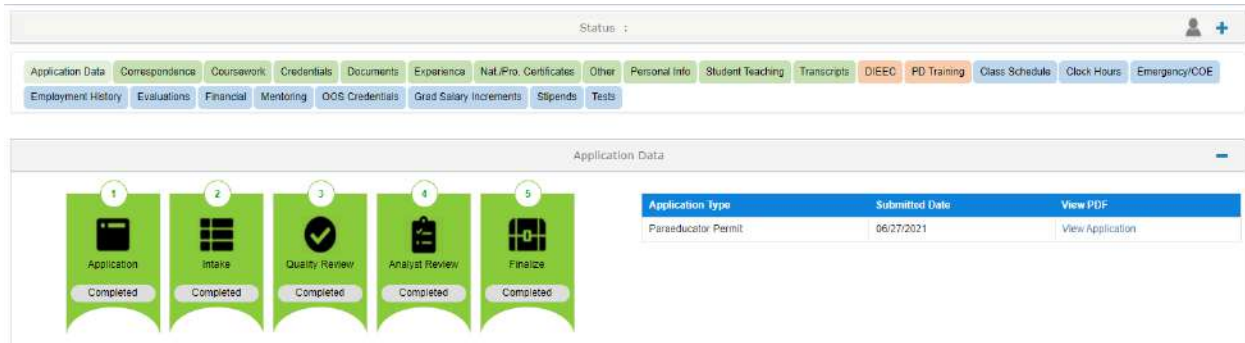 Status :
Application Data Correspondence Coursework Credentials Documents Experience Nat./Pro. Certificates Other Personal Info Student Teaching Transcripts DIEEC PD Training Class Schedule Clock Hours Emergency/COE
Employment History Evaluations Financial Mentoring OOS Credentials Grad Salary Increments Stipends Tests
Application Data
1 2 3 4 5
Application Intake Quality Review Analyst Review Finalize
Completed Completed Completed Completed Completed
Application Type Submitted Date View PDF
Paraeducator Permit 06/27/2021 View Application